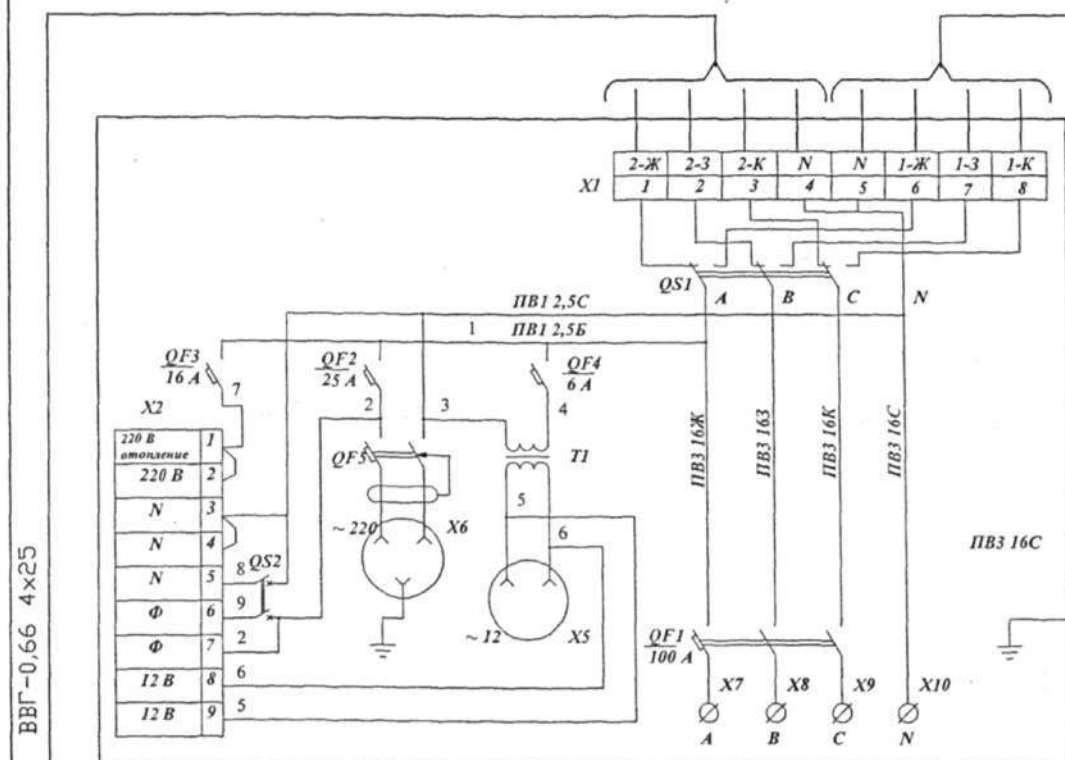 2-Ж 2-З 2-К N N 1-Ж 1-З 1-К
X1 1 2 3 4 5 6 7 8
QS1 A B C N
ПВ1 2,5С
1 ПВ1 2,5Б
QF3
16 А
7
QF2
25 А
2
3
QF4
6 А
4
X2
220 В
отопление
1
220 В 2
N 3
N 4
N 5
Ф 6
Ф 7
12 В 8
12 В 9
8 QS2
9
2
6
5
QF5
~ 220 X6
T1
5
6
~ 12 X5
ПВ3 16Ж
ПВ3 16З
ПВ3 16К
ПВ3 16С
ПВ3 16С
QF1
100 А
X7 X8 X9 X10
A B C N
ВВГ-0,66 4x25